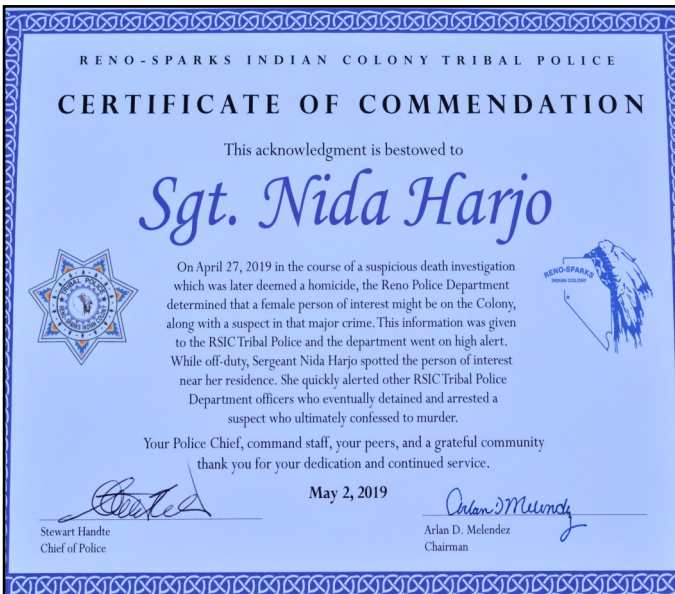 RENO-SPARKS INDIAN COLONY TRIBAL POLICE
CERTIFICATE OF COMMENDATION
This acknowledgment is bestowed to
Sgt. Nida Harjo
On April 27, 2019 in the course of a suspicious death investigation
which was later deemed a homicide, the Reno Police Department
determined that a female person of interest might be on the Colony,
along with a suspect in that major crime. This information was given
to the RSIC Tribal Police and the department went on high alert.
While off-duty, Sergeant Nida Harjo spotted the person of interest
near her residence. She quickly alerted other RSIC Tribal Police
Department officers who eventually detained and arrested a
suspect who ultimately confessed to murder.
TRIBAL POLICE
RENO-SPARKS INDIAN COLONY
RENO-SPARKS
INDIAN COLONY
Your Police Chief, command staff, your peers, and a grateful community
thank you for your dedication and continued service.
May 2, 2019
Arlan D Melendez
Stewart Handte
Chief of Police
Arlan D. Melendez
Chairman